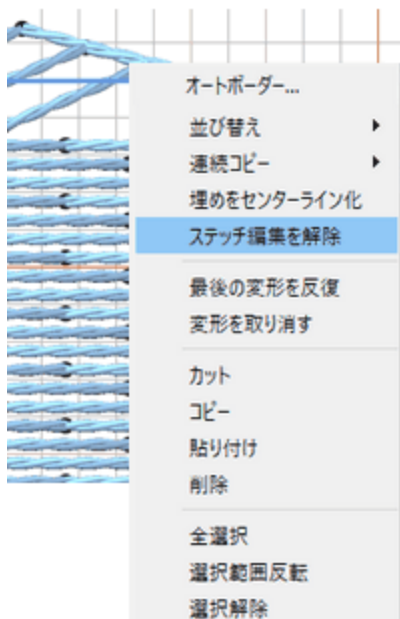 オートボーダー...
並び替え
連続コピー
埋めをセンターライン化
ステッチ編集を解除
最後の変形を反復
変形を取り消す
カット
コピー
貼り付け
削除
全選択
選択範囲反転
選択解除